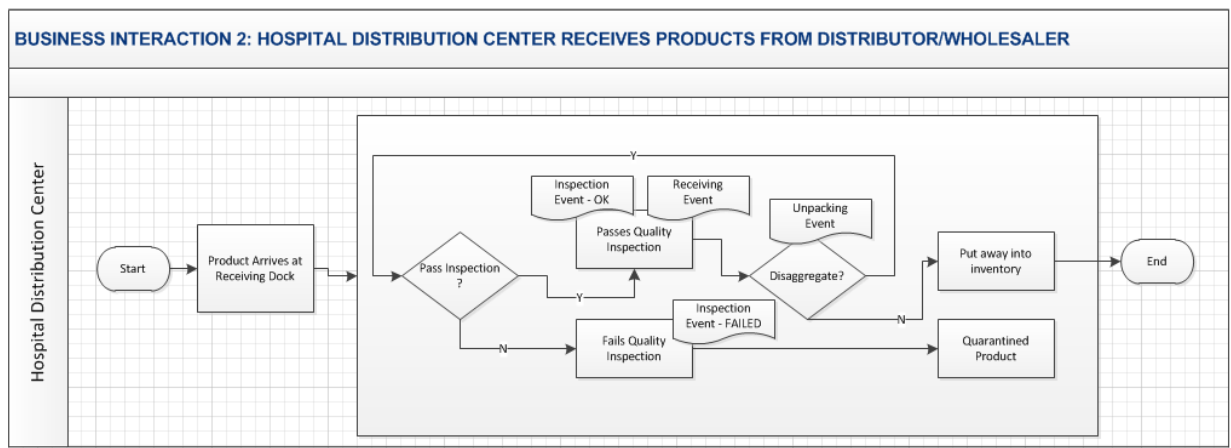 BUSINESS INTERACTION 2: HOSPITAL DISTRIBUTION CENTER RECEIVES PRODUCTS FROM DISTRIBUTOR/WHOLESALER
Hospital Distribution Center
Start
Product Arrives at
Receiving Dock
Y
Pass Inspection
?
Y
N
Inspection
Event - OK
Receiving
Event
Passes Quality
Inspection
Inspection
Event - FAILED
Fails Quality
Inspection
Unpacking
Event
Disaggregate?
N
Put away into
inventory
Quarantined
Product
End